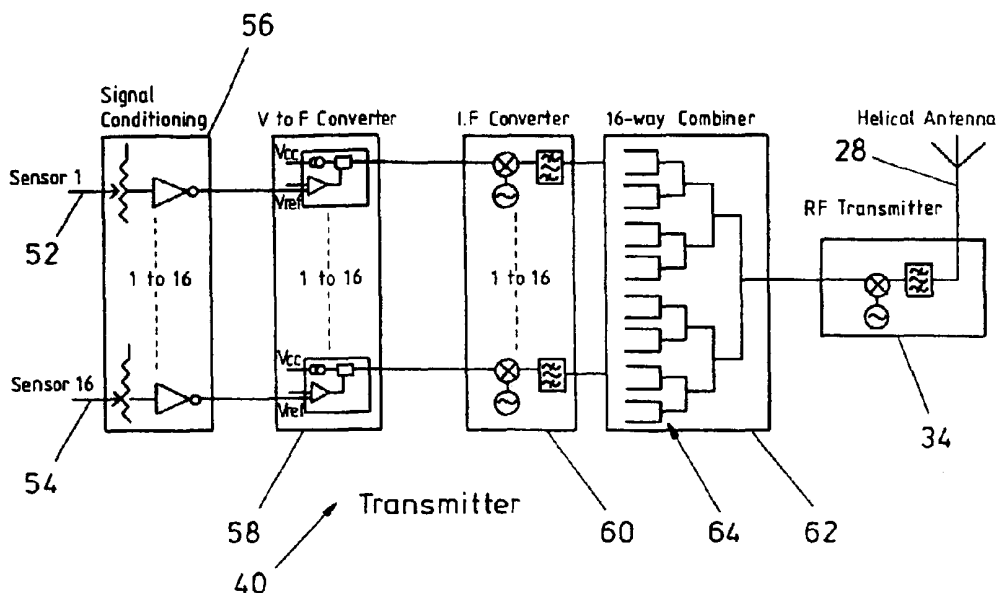 56
Signal
Conditioning
V to F Converter
I.F Converter
16-way Combiner
Helical Antenna
28
RF Transmitter
Sensor 1
52
Vcc
Vref
1 to 16
1 to 16
1 to 16
Sensor 16
54
Vcc
Vref
34
58
Transmitter
40
60
64
62